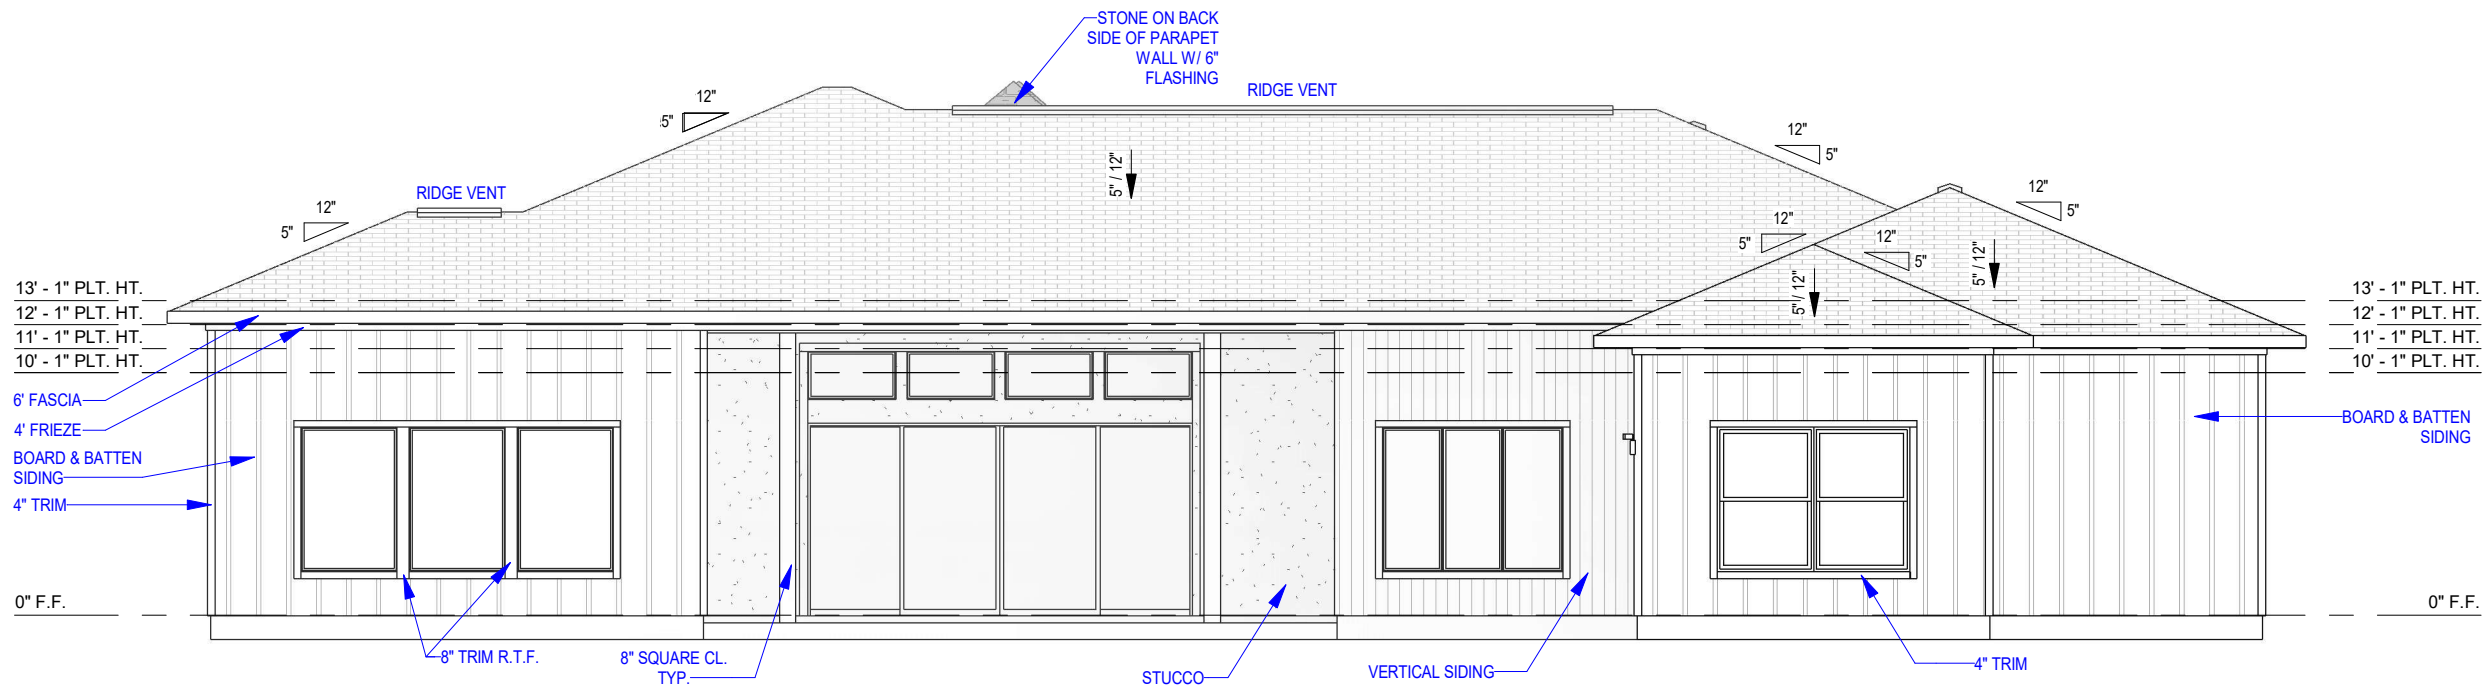 STONE ON BACK
SIDE OF PARAPET
WALL W/ 6"
FLASHING
RIDGE VENT
12"
5"
12"
5"
5" / 12"
RIDGE VENT
12"
5"
12"
5"
12"
5"
12"
5"
5" / 12"
5" / 12"
13' - 1" PLT. HT.
12' - 1" PLT. HT.
11' - 1" PLT. HT.
10' - 1" PLT. HT.
13' - 1" PLT. HT.
12' - 1" PLT. HT.
11' - 1" PLT. HT.
10' - 1" PLT. HT.
6' FASCIA
4' FRIEZE
BOARD & BATTEN
SIDING
4" TRIM
BOARD & BATTEN
SIDING
0" F.F.
0" F.F.
8" TRIM R.T.F.
8" SQUARE CL.
TYP.
STUCCO
VERTICAL SIDING
4" TRIM